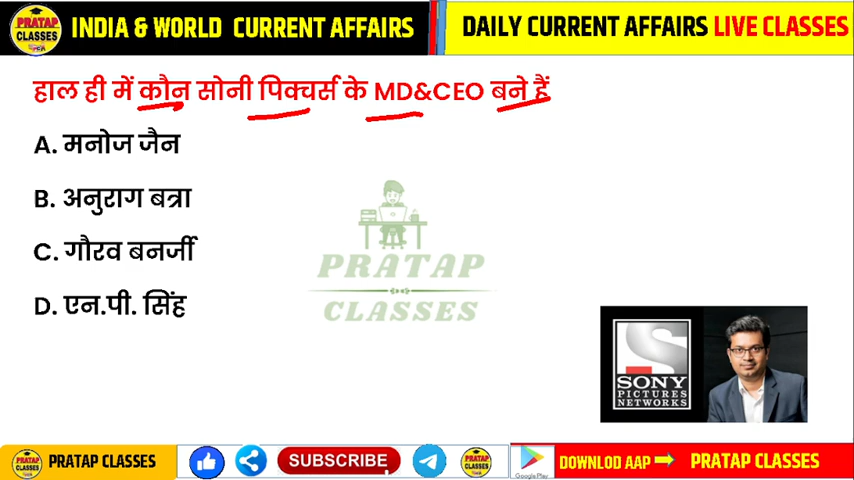 PRATAP CLASSES
INDIA & WORLD CURRENT AFFAIRS
DAILY CURRENT AFFAIRS LIVE CLASSES
हाल ही में कौन सोनी पिक्चर्स के MD&CEO बने हैं
A. मनोज जैन
B. अनुराग बत्रा
C. गौरव बनर्जी
D. एन.पी. सिंह
PRATAP
CLASSES
SONY
PICTURES
NETWORKS
PRATAP CLASSES
SUBSCRIBE
Google Play
DOWNLOD AAP
PRATAP CLASSES